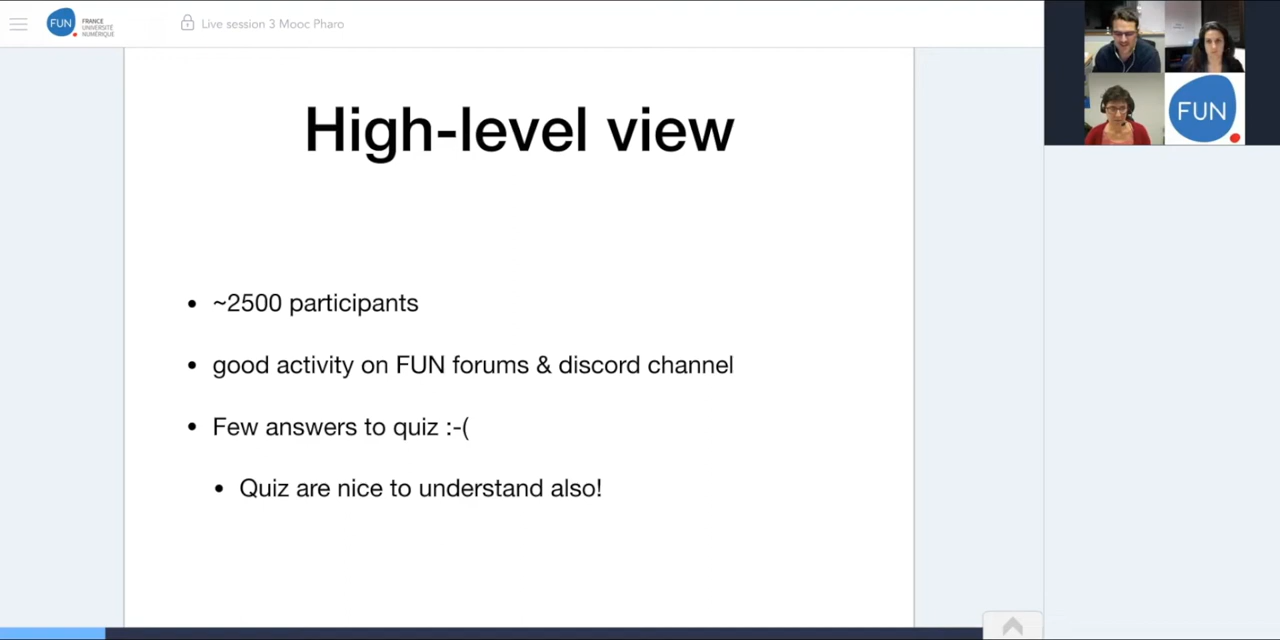 FUN
FRANCE
UNIVERSITÉ
NUMÉRIQUE
Live session 3 Mooc Pharo
High-level view
• ~2500 participants
• good activity on FUN forums & discord channel
• Few answers to quiz :-(
• Quiz are nice to understand also!
FUN